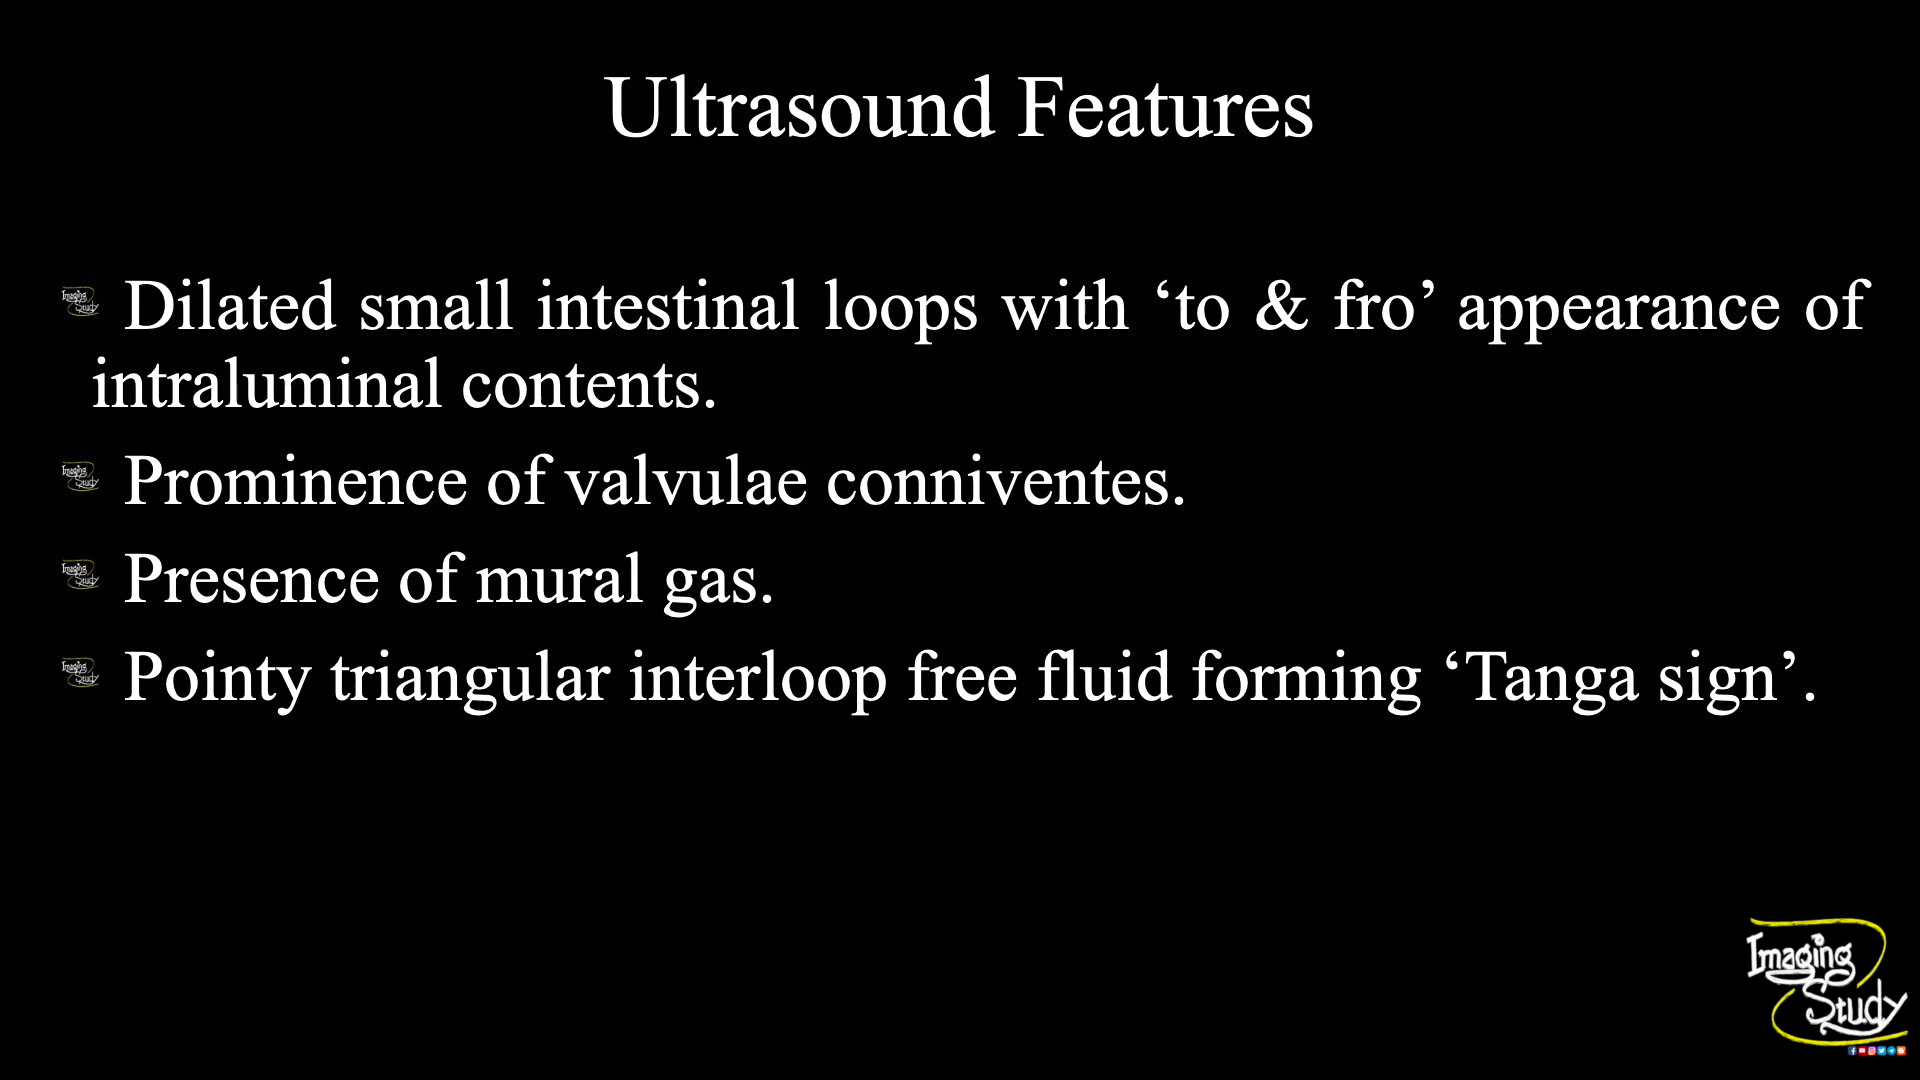 Ultrasound Features
Dilated small intestinal loops with ‘to & fro’ appearance of
intraluminal contents.
Prominence of valvulae conniventes.
Presence of mural gas.
Pointy triangular interloop free fluid forming ‘Tanga sign’.
Imaging
Study